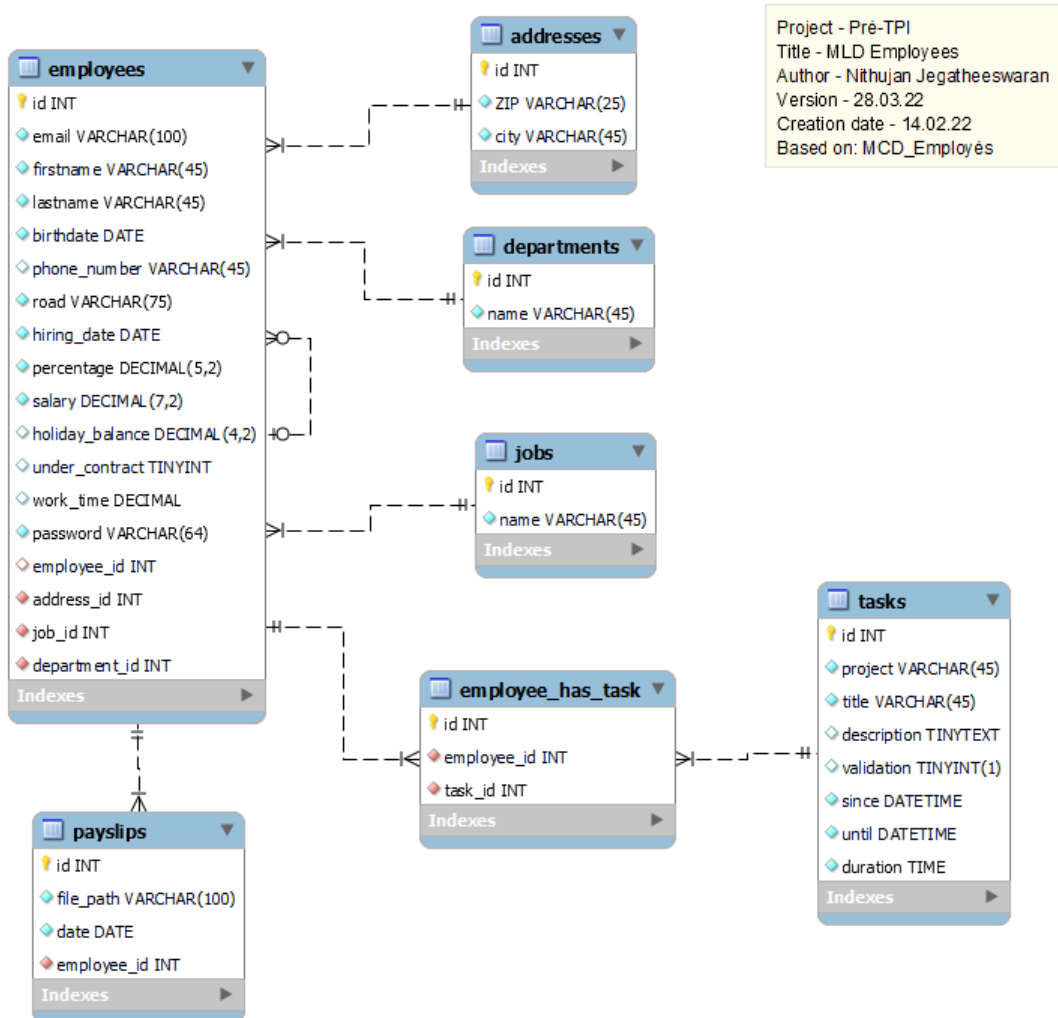 employees
id INT
email VARCHAR(100)
firstname VARCHAR(45)
lastname VARCHAR(45)
birthdate DATE
phone_number VARCHAR(45)
road VARCHAR(75)
hiring_date DATE
percentage DECIMAL(5,2)
salary DECIMAL(7,2)
holiday_balance DECIMAL(4,2)
under_contract TINYINT
work_time DECIMAL
password VARCHAR(64)
employee_id INT
address_id INT
job_id INT
department_id INT
Indexes
addresses
id INT
ZIP VARCHAR(25)
city VARCHAR(45)
Indexes
Project - Pré-TPI
Title - MLD Employees
Author - Nithujan Jegatheeswaran
Version - 28.03.22
Creation date - 14.02.22
Based on: MCD_Employés
departments
id INT
name VARCHAR(45)
Indexes
jobs
id INT
name VARCHAR(45)
Indexes
tasks
id INT
project VARCHAR(45)
title VARCHAR(45)
description TINYTEXT
validation TINYINT(1)
since DATETIME
until DATETIME
duration TIME
Indexes
employee_has_task
id INT
employee_id INT
task_id INT
Indexes
payslips
id INT
file_path VARCHAR(100)
date DATE
employee_id INT
Indexes